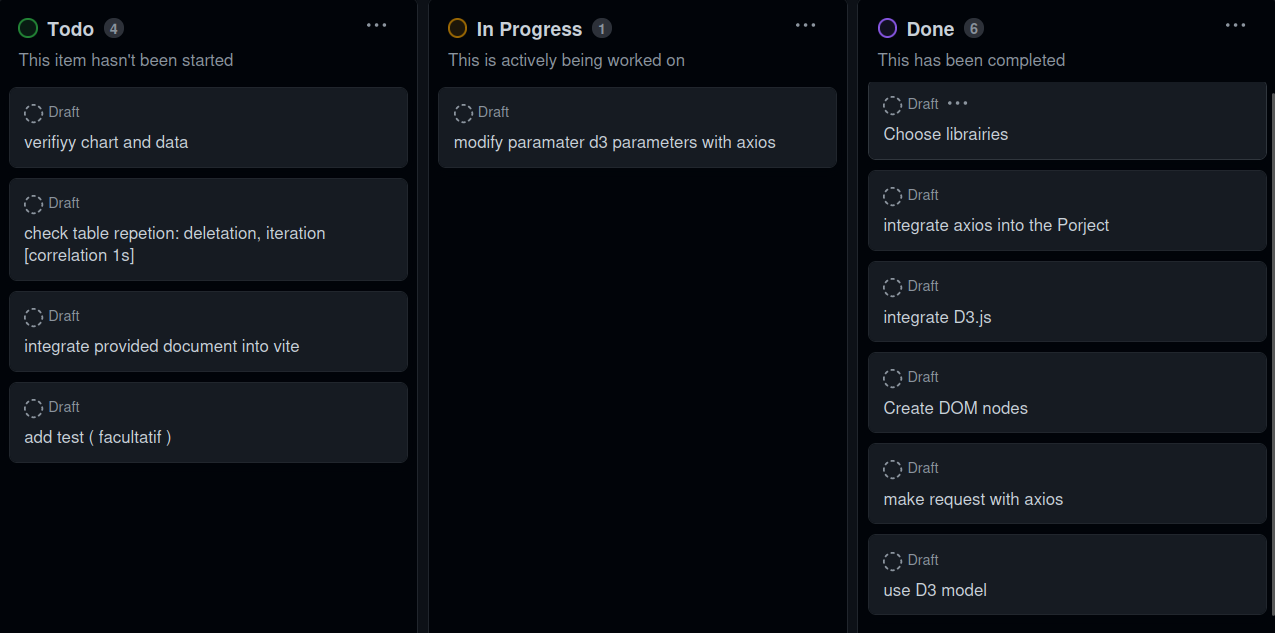 Todo 4
This item hasn't been started
Draft
verifiyy chart and data
Draft
check table repetion: deletation, iteration
[correlation 1s]
Draft
integrate provided document into vite
Draft
add test ( facultatif )
In Progress 1
This is actively being worked on
Draft
modify paramater d3 parameters with axios
Done 6
This has been completed
Draft
Choose librairies
Draft
integrate axios into the Porject
Draft
integrate D3.js
Draft
Create DOM nodes
Draft
make request with axios
Draft
use D3 model